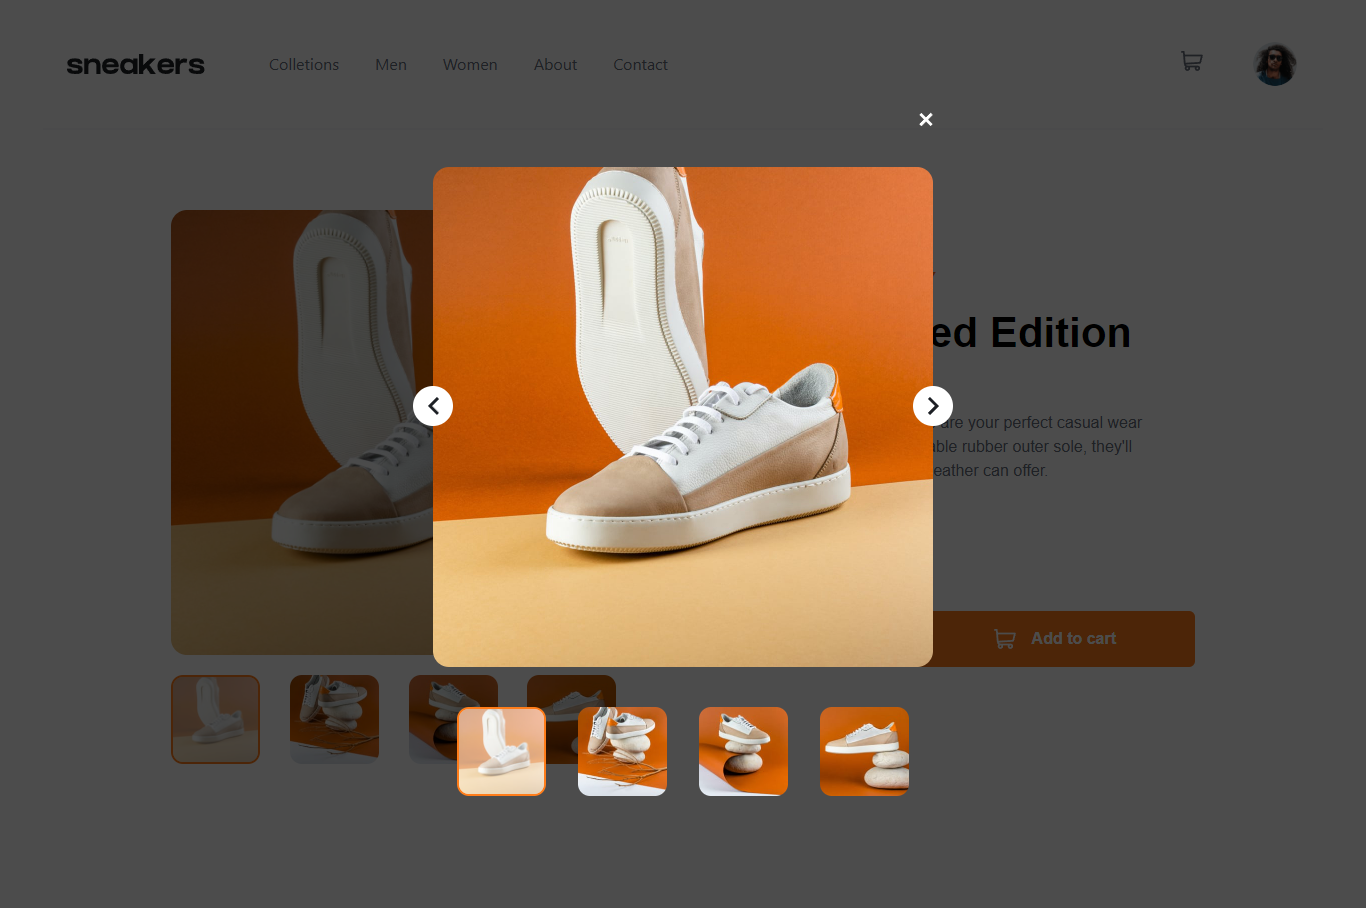 sneakers
Colletions
Men
Women
About
Contact
ed Edition
are your perfect casual wear
able rubber outer sole, they'll
eather can offer.
Add to cart